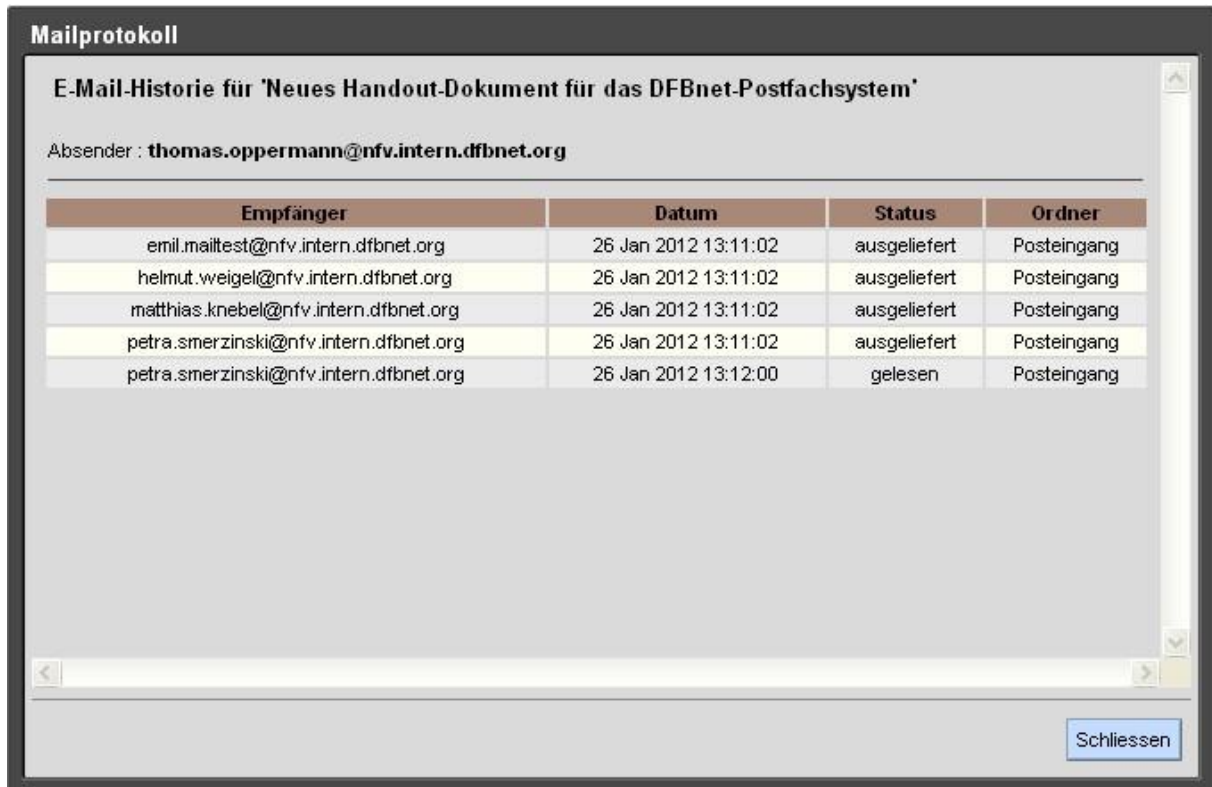 Mailprotokoll
E-Mail-Historie für 'Neues Handout-Dokument für das DFBnet-Postfachsystem'
Absender : thomas.oppermann@nfv.intern.dfbnet.org
Empfänger Datum Status Ordner
emil.mailtest@nfv.intern.dfbnet.org 26 Jan 2012 13:11:02 ausgeliefert Posteingang
helmut.weigel@nfv.intern.dfbnet.org 26 Jan 2012 13:11:02 ausgeliefert Posteingang
matthias.knebel@nfv.intern.dfbnet.org 26 Jan 2012 13:11:02 ausgeliefert Posteingang
petra.smerzinski@nfv.intern.dfbnet.org 26 Jan 2012 13:11:02 ausgeliefert Posteingang
petra.smerzinski@nfv.intern.dfbnet.org 26 Jan 2012 13:12:00 gelesen Posteingang
Schliessen